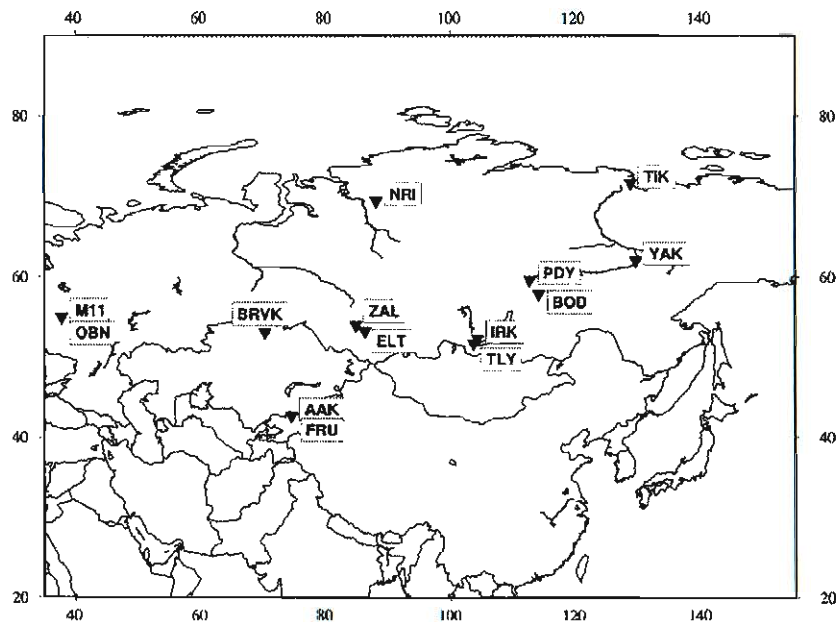 40 60 80 100 120 140
80 80
TIK
NRI
YAK
60 PDY 60
BOD
M11 BRVK ZAL IRK
OBN ELT
TLY
AAK
FRU
40 40
20 20
40 60 80 100 120 140